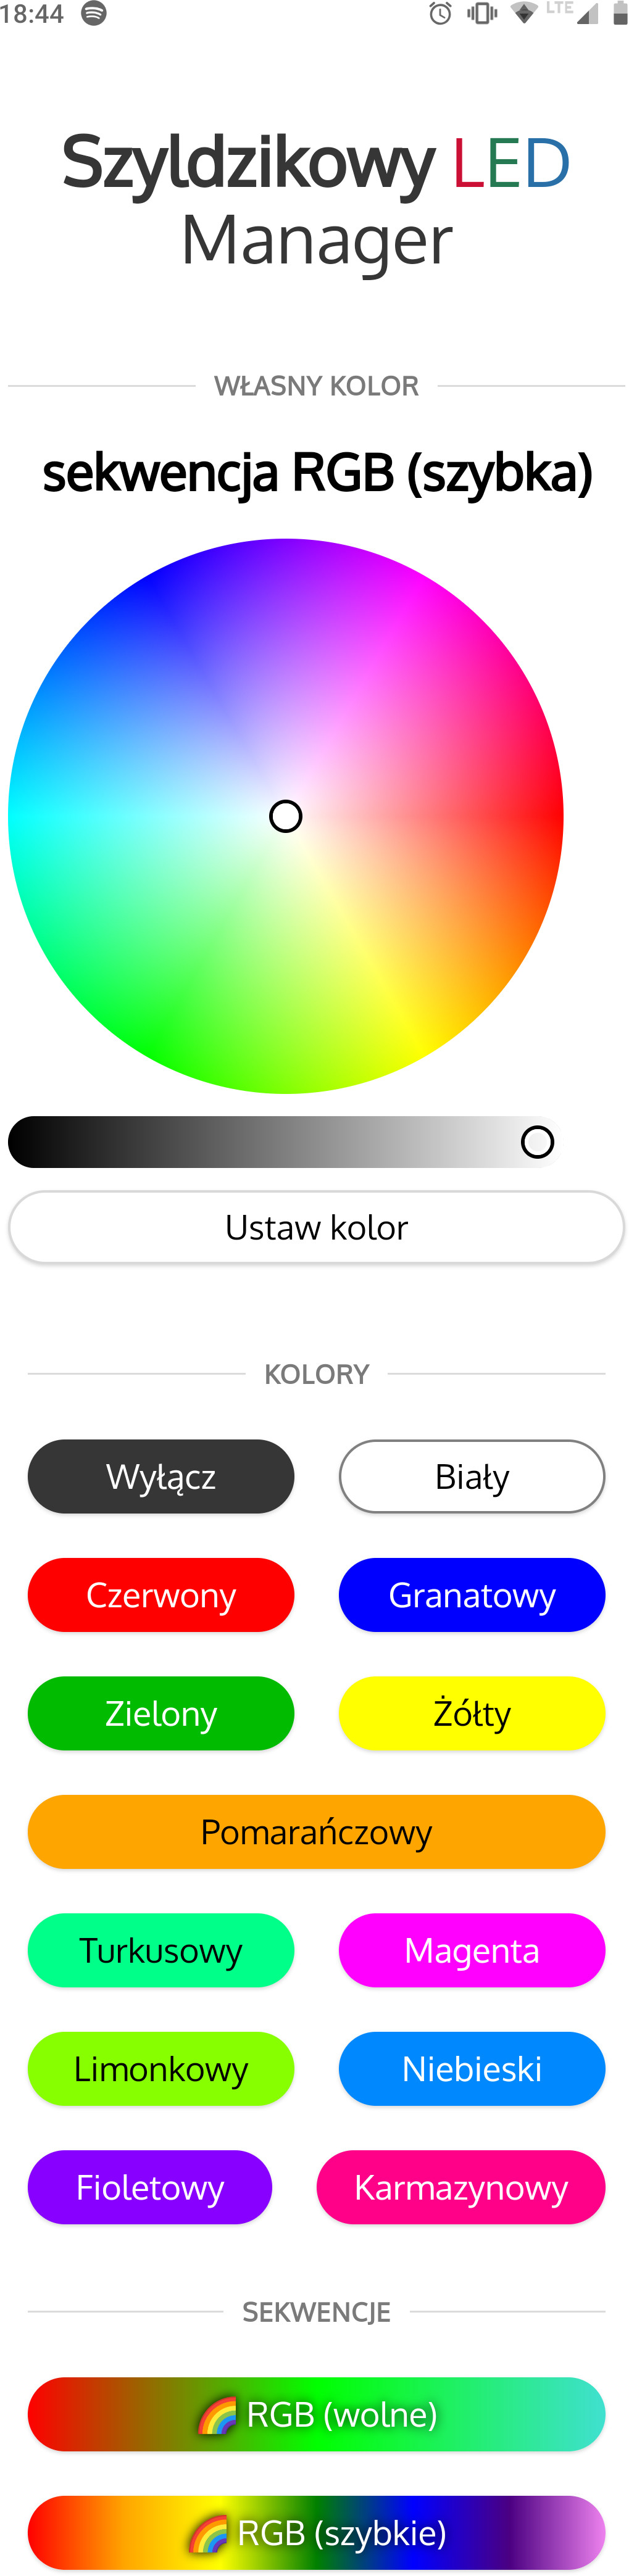 18:44 LTE
Szyldzikowy LED
Manager
WŁASNY KOLOR
sekwencja RGB (szybka)
Ustaw kolor
KOLORY
Wyłącz Biały
Czerwony Granatowy
Zielony Żółty
Pomarańczowy
Turkusowy Magenta
Limonkowy Niebieski
Fioletowy Karmazynowy
SEKWENCJE
🌈 RGB (wolne)
🌈 RGB (szybkie)